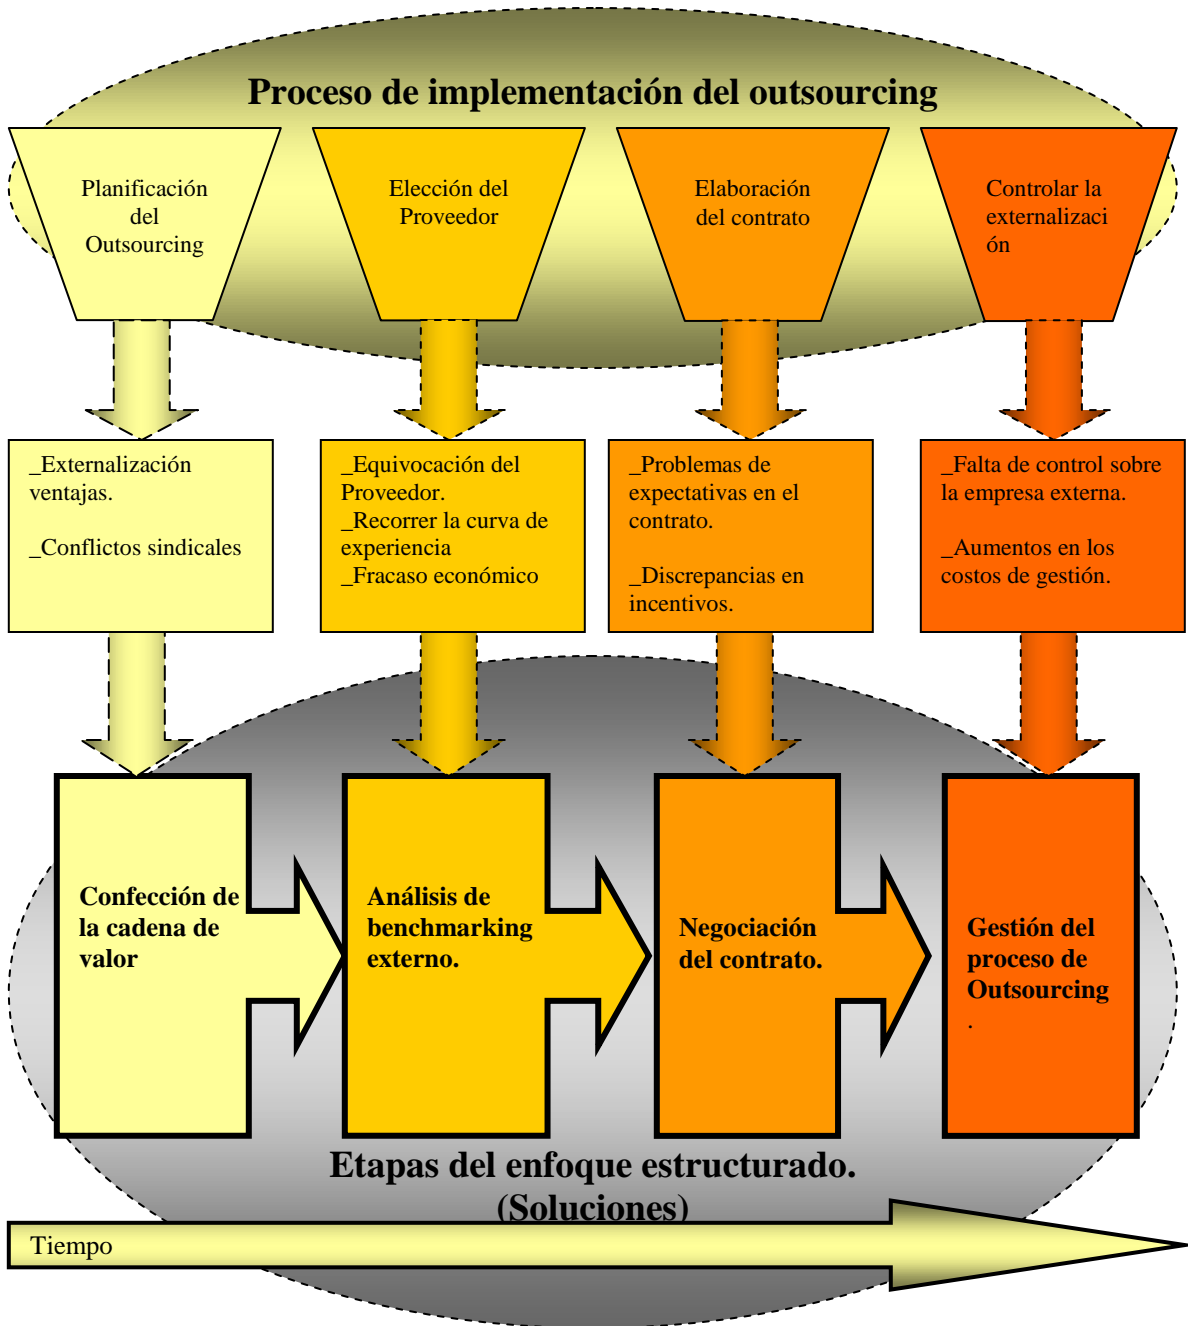 Proceso de implementación del outsourcing
Planificación
del
Outsourcing
Elección del
Proveedor
Elaboración
del contrato
Controlar la
externalizaci
ón
_Externalización
ventajas.
_Conflictos sindicales
_Equivocación del
Proveedor.
_Recorrer la curva de
experiencia
_Fracaso económico
_Problemas de
expectativas en el
contrato.
_Discrepancias en
incentivos.
_Falta de control sobre
la empresa externa.
_Aumentos en los
costos de gestión.
Confección de
la cadena de
valor
Análisis de
benchmarking
externo.
Negociación
del contrato.
Gestión del
proceso de
Outsourcing
.
Etapas del enfoque estructurado.
(Soluciones)
Tiempo